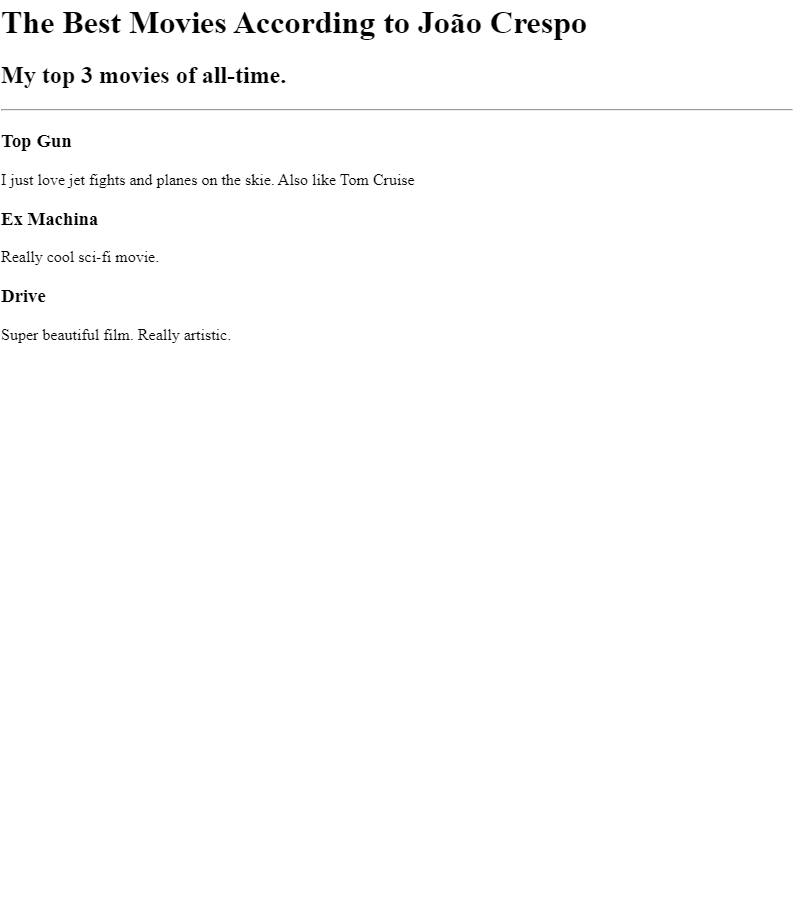 The Best Movies According to João Crespo
My top 3 movies of all-time.
Top Gun
I just love jet fights and planes on the skie. Also like Tom Cruise
Ex Machina
Really cool sci-fi movie.
Drive
Super beautiful film. Really artistic.